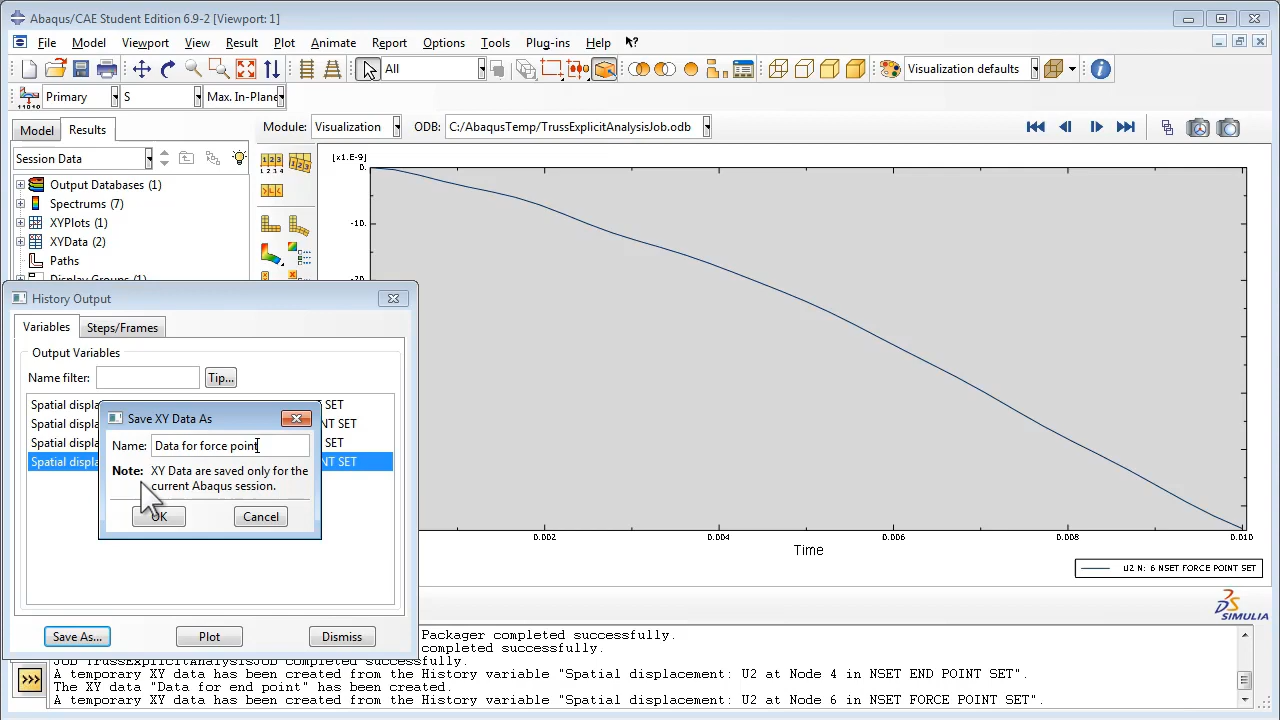 Abaqus/CAE Student Edition 6.9-2 [Viewport: 1]
File Model Viewport View Result Plot Animate Report Options Tools Plug-ins Help
All
Visualization defaults
Primary S Max. In-Plane
Model Results
Module: Visualization ODB: C:/AbaqusTemp/TrussExplicitAnalysisJob.odb
Session Data
Output Databases (1)
Spectrums (7)
XYPlots (1)
XYData (2)
Paths
Display Groups (1)
[x1.E-9]
0.
-10.
-20.
History Output
Variables Steps/Frames
Output Variables
Name filter: Tip...
Spatial displa SET
Spatial displa POINT SET
Spatial displa SET
Spatial displa NT SET
Save XY Data As
Name: Data for force point
Note: XY Data are saved only for the
current Abaqus session.
OK Cancel
Save As... Plot Dismiss
0.002 0.004 0.006 0.008 0.010
Time
U2 N: 6 NSET FORCE POINT SET
SIMULIA
Packager completed successfully.
completed successfully.
Job TrussExplicitAnalysisJob completed successfully.
A temporary XY data has been created from the History variable "Spatial displacement: U2 at Node 4 in NSET END POINT SET".
The XY data "Data for end point" has been created.
A temporary XY data has been created from the History variable "Spatial displacement: U2 at Node 6 in NSET FORCE POINT SET".